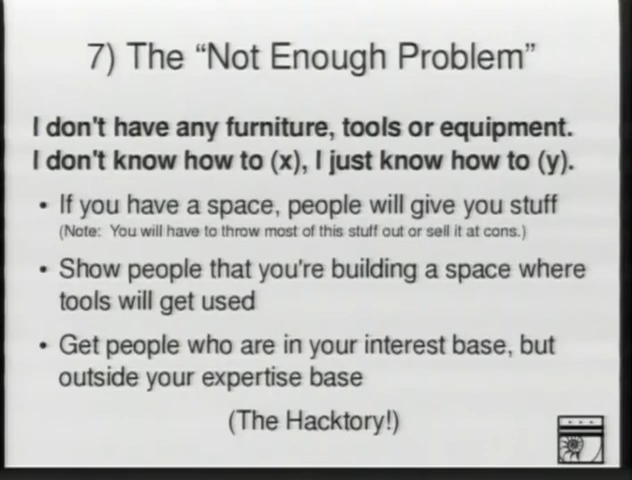 7) The “Not Enough Problem”
I don't have any furniture, tools or equipment.
I don't know how to (x), I just know how to (y).
• If you have a space, people will give you stuff
(Note: You will have to throw most of this stuff out or sell it at cons.)
• Show people that you're building a space where
tools will get used
• Get people who are in your interest base, but
outside your expertise base
(The Hacktory!)